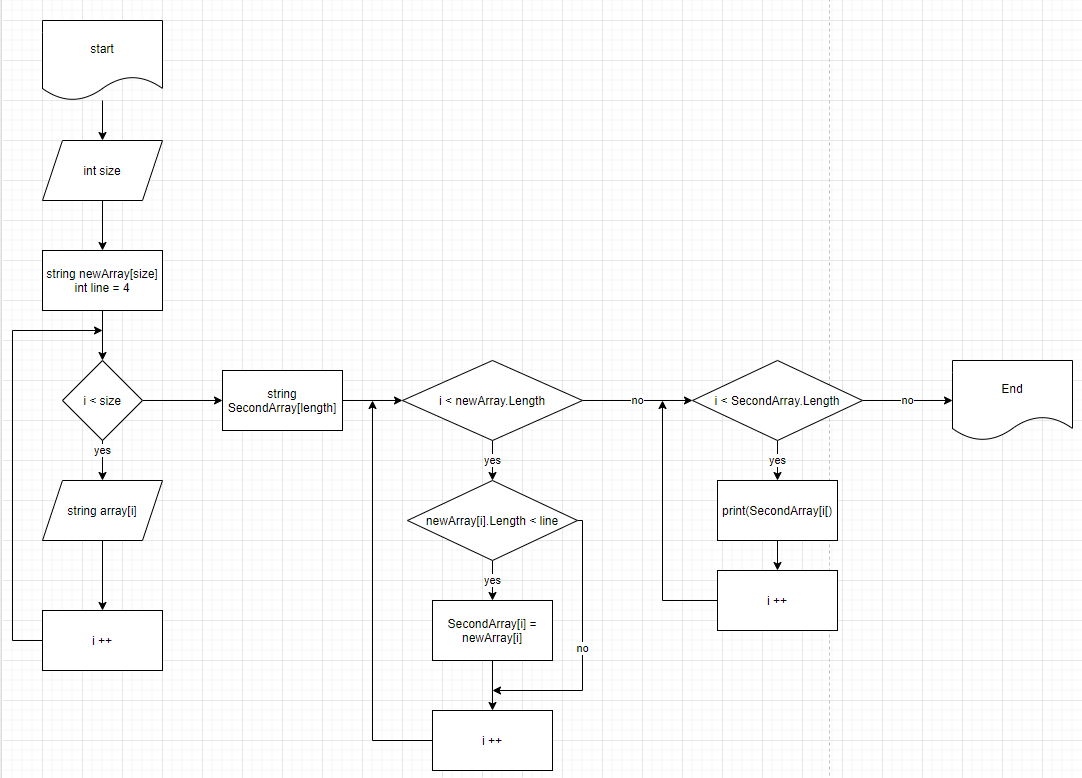 start
int size
string newArray[size]
int line = 4
i < size
yes
string array[i]
i ++
string
SecondArray[length]
i < newArray.Length
no
yes
newArray[i].Length < line
yes
SecondArray[i] =
newArray[i]
no
i ++
i < SecondArray.Length
no
yes
print(SecondArray[i[)
i ++
End